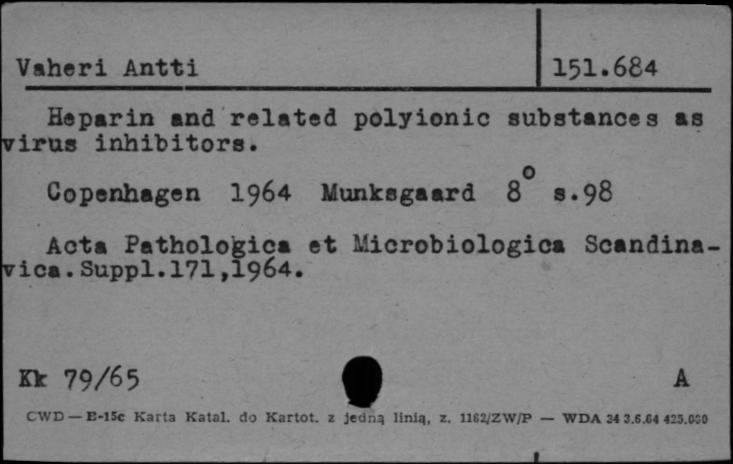 Vaheri Antti 151.684
Heparin and related polyionic substances as
virus inhibitors.
Copenhagen 1964 Munksgaard 8° s.98
Acta Pathologica et Microbiologica Scandina-
vica.Suppl.171,1964.
Kk 79/65 A
CWD — E-15c Karta Katal. do Kartot. z jedną linią, z. 1162/ZW/P — WDA 34 3.6.64 425.000